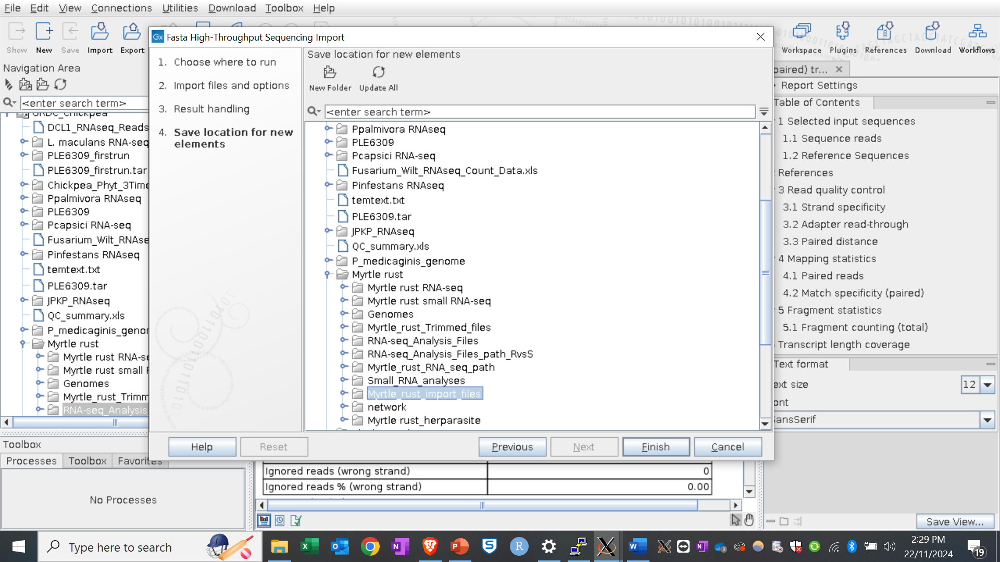 File Edit View Connections Utilities Download Toolbox Help
Show New Save Import Export
Workspace Plugins References Download Workflows
Gx Fasta High-Throughput Sequencing Import
Navigation Area
<enter search term>
GRDC_chickpea
DCL1_RNAseq_Reads
L. maculans RNA-seq
PLE6309_firstrun
PLE6309_firstrun.tar
Chickpea_Phyt_3Time
Ppalmivora RNAseq
PLE6309
Pcapsici RNA-seq
Fusarium_Wilt_RNAse
Pinfestans RNAseq
temtext.txt
PLE6309.tar
JPKP_RNAseq
QC_summary.xls
P_medicaginis_genor
Myrtle rust
Myrtle rust RNA-se
Myrtle rust small
Genomes
Myrtle_rust_Trimm
RNA-seq_Analysis
Toolbox
Processes Toolbox Favorites
No Processes
1. Choose where to run
2. Import files and options
3. Result handling
4. Save location for new
elements
Save location for new elements
New Folder Update All
<enter search term>
Ppalmivora RNAseq
PLE6309
Pcapsici RNA-seq
Fusarium_Wilt_RNAseq_Count_Data.xls
Pinfestans RNAseq
temtext.txt
PLE6309.tar
JPKP_RNAseq
QC_summary.xls
P_medicaginis_genome
Myrtle rust
Myrtle rust RNA-seq
Myrtle rust small RNA-seq
Genomes
Myrtle_rust_Trimmed_files
RNA-seq_Analysis_Files
RNA-seq_Analysis_Files_path_RvsS
Myrtle_rust_RNA_seq_path
Small_RNA_analyses
Myrtle_rust_import_files
network
Myrtle rust_herparasite
Help Reset Previous Next Finish Cancel
Ignored reads (wrong strand) 0
Ignored reads % (wrong strand) 0.00
paired) tr...
Report Settings
Table of Contents
1 Selected input sequences
1.1 Sequence reads
1.2 Reference Sequences
References
3 Read quality control
3.1 Strand specificity
3.2 Adapter read-through
3.3 Paired distance
4 Mapping statistics
4.1 Paired reads
4.2 Match specificity (paired)
5 Fragment statistics
5.1 Fragment counting (total)
Transcript length coverage
Text format
ext size 12
ont
SansSerif
Save View...
Type here to search
2:29 PM
22/11/2024
19